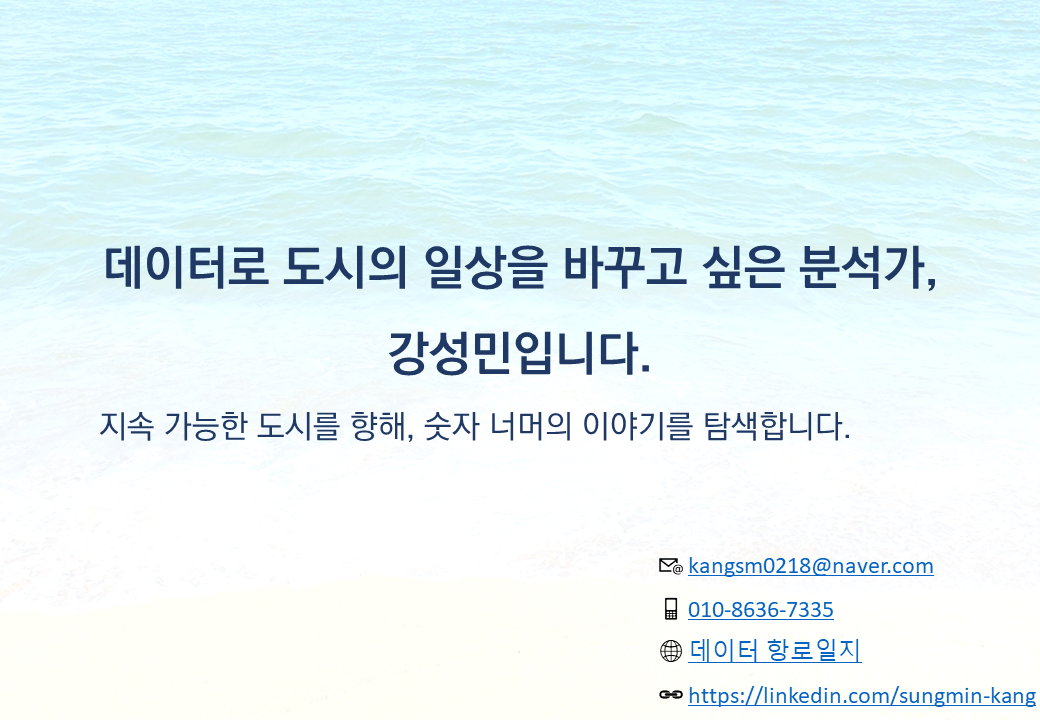 데이터로 도시의 일상을 바꾸고 싶은 분석가,
강성민입니다.
지속 가능한 도시를 향해, 숫자 너머의 이야기를 탐색합니다.
kangsm0218@naver.com
010-8636-7335
데이터 항로일지
https://linkedin.com/sungmin-kang